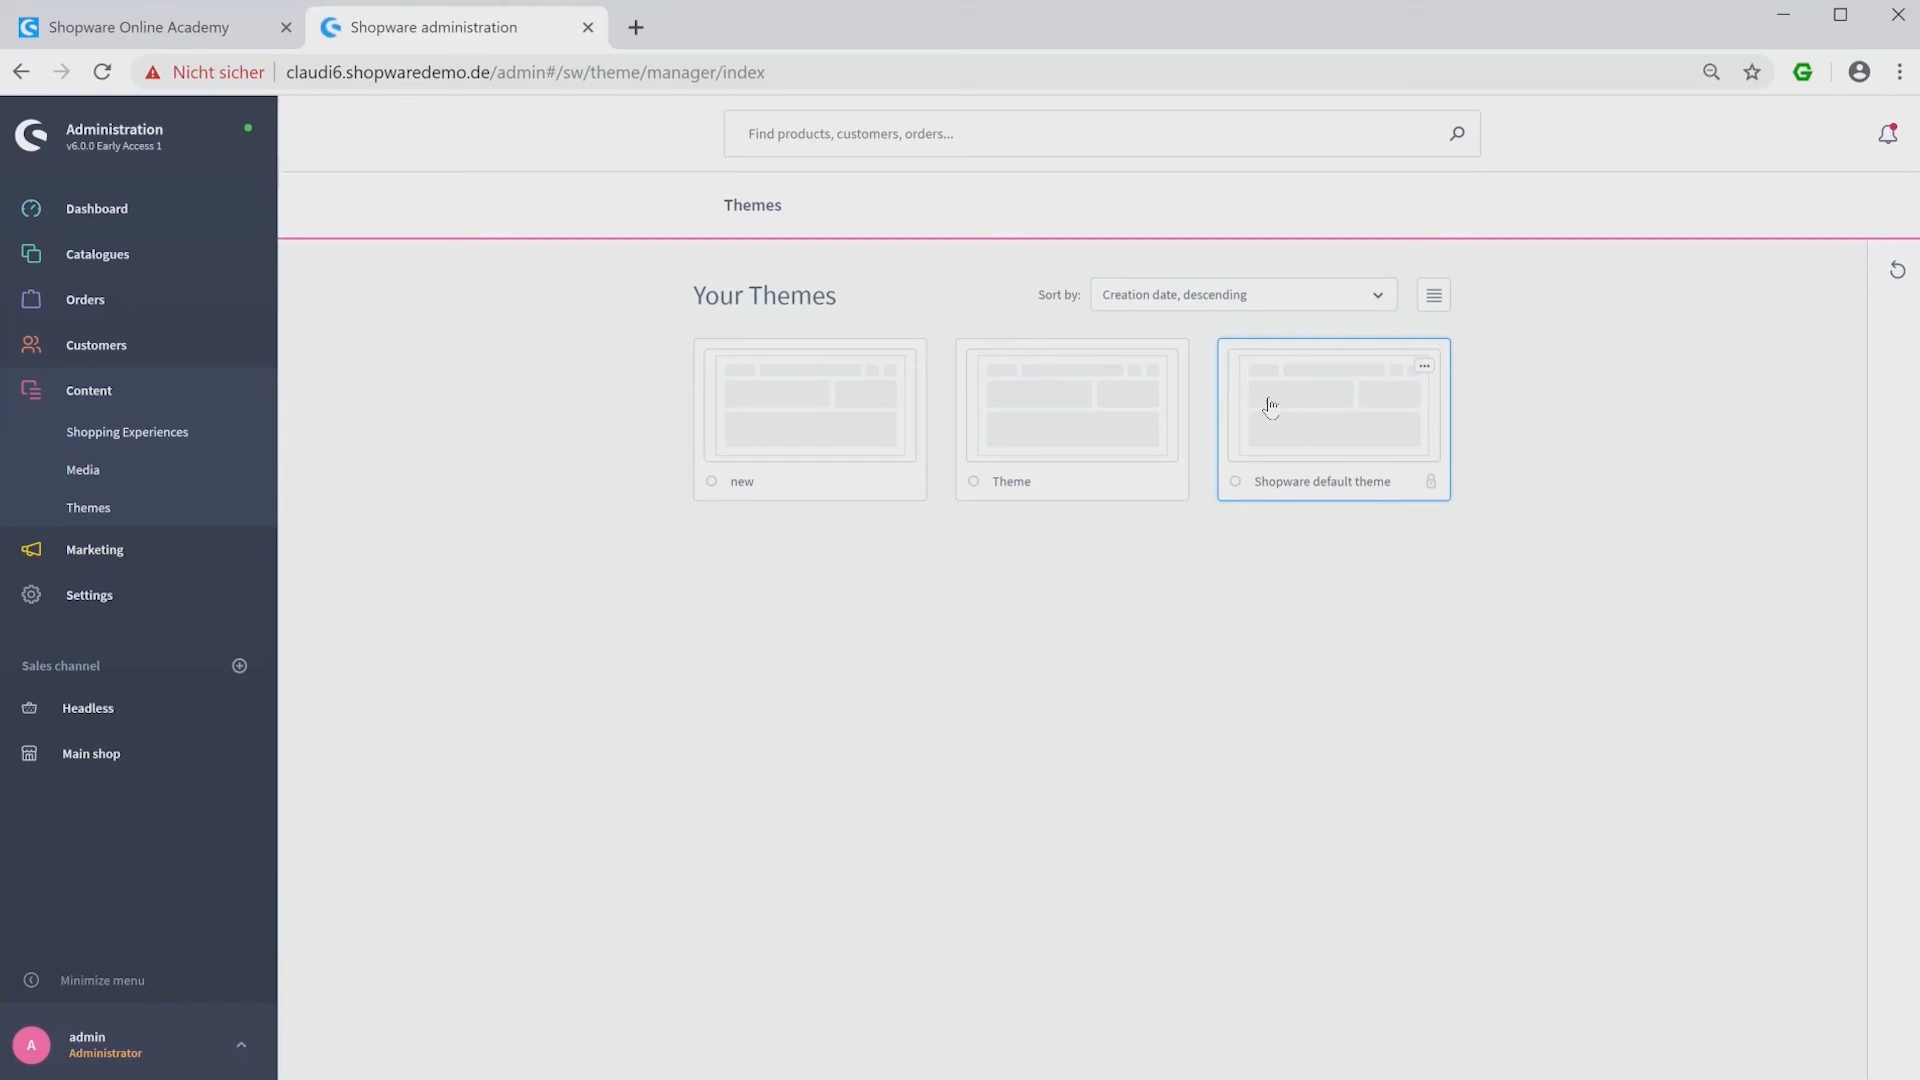 Shopware Online Academy
Shopware administration
Nicht sicher
claudi6.shopwaredemo.de/admin#/sw/theme/manager/index
Administration
v6.0.0 Early Access 1
Find products, customers, orders...
Dashboard
Catalogues
Orders
Customers
Content
Shopping Experiences
Media
Themes
Marketing
Settings
Sales channel
Headless
Main shop
Minimize menu
A
admin
Administrator
Themes
Your Themes
Sort by:
Creation date, descending
new
Theme
Shopware default theme